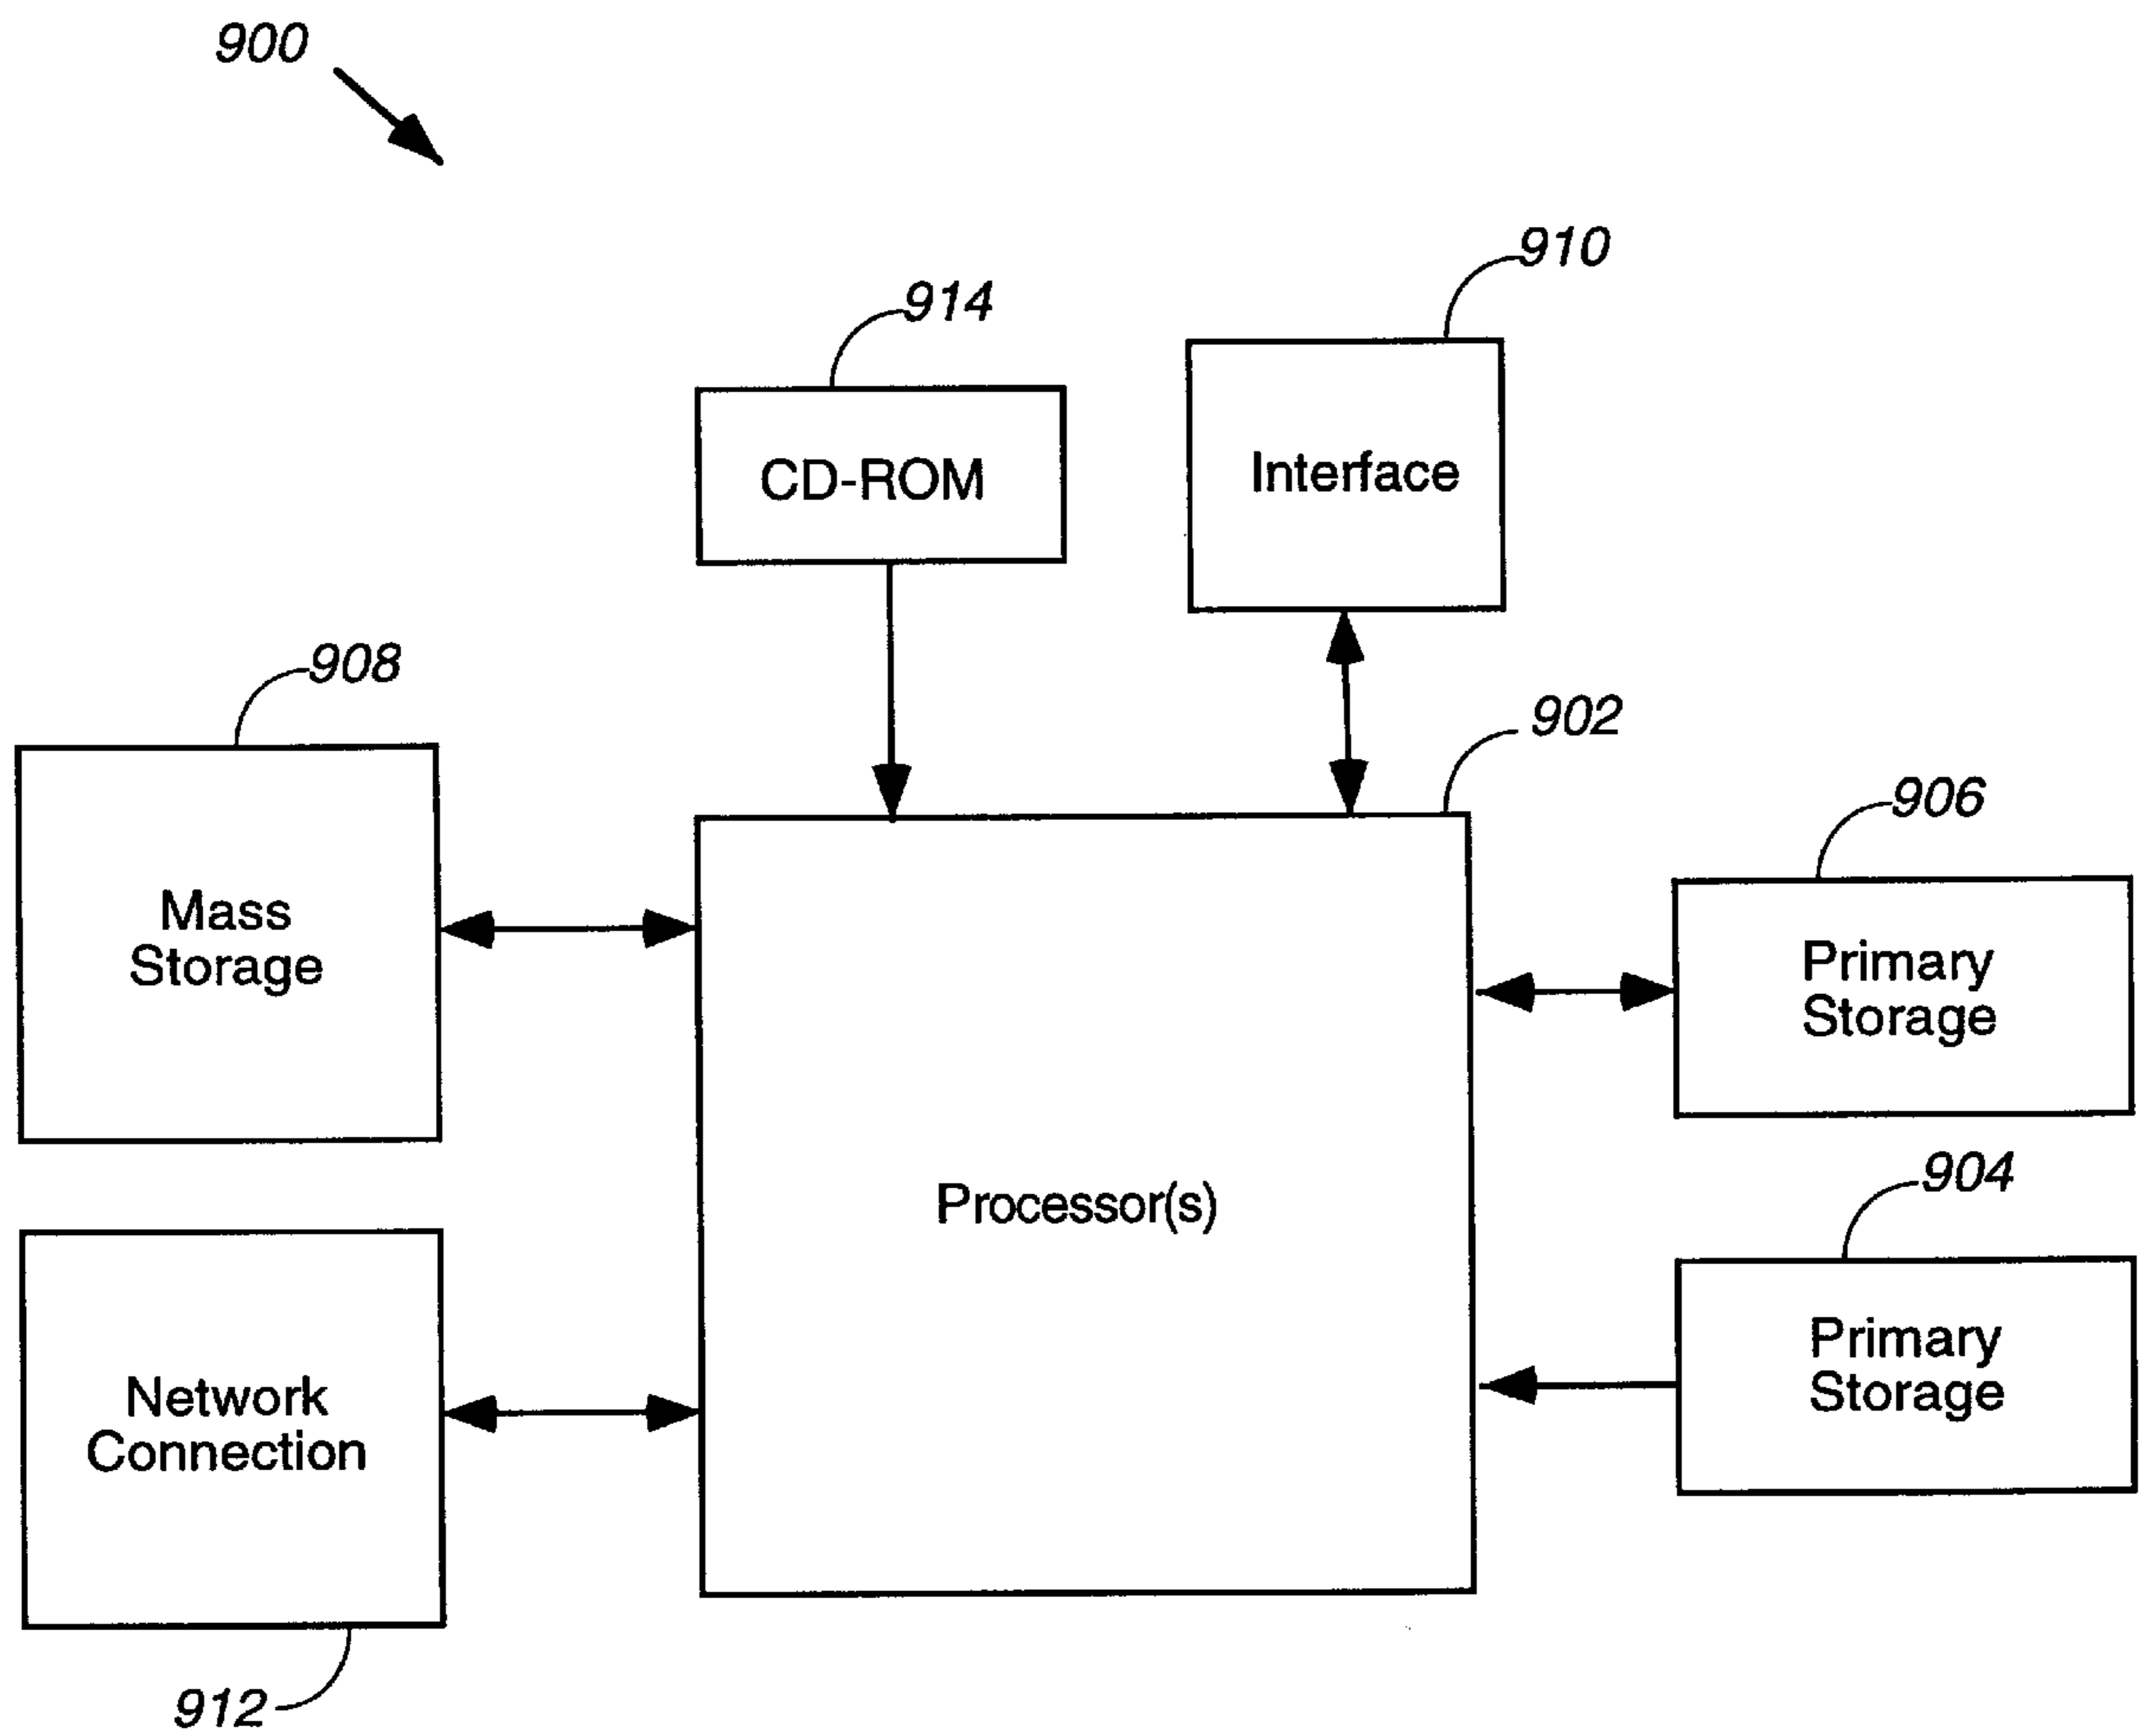 900
910
914
CD-ROM
Interface
908
902
906
Mass
Storage
Primary
Storage
904
Processor(s)
Primary
Storage
Network
Connection
912